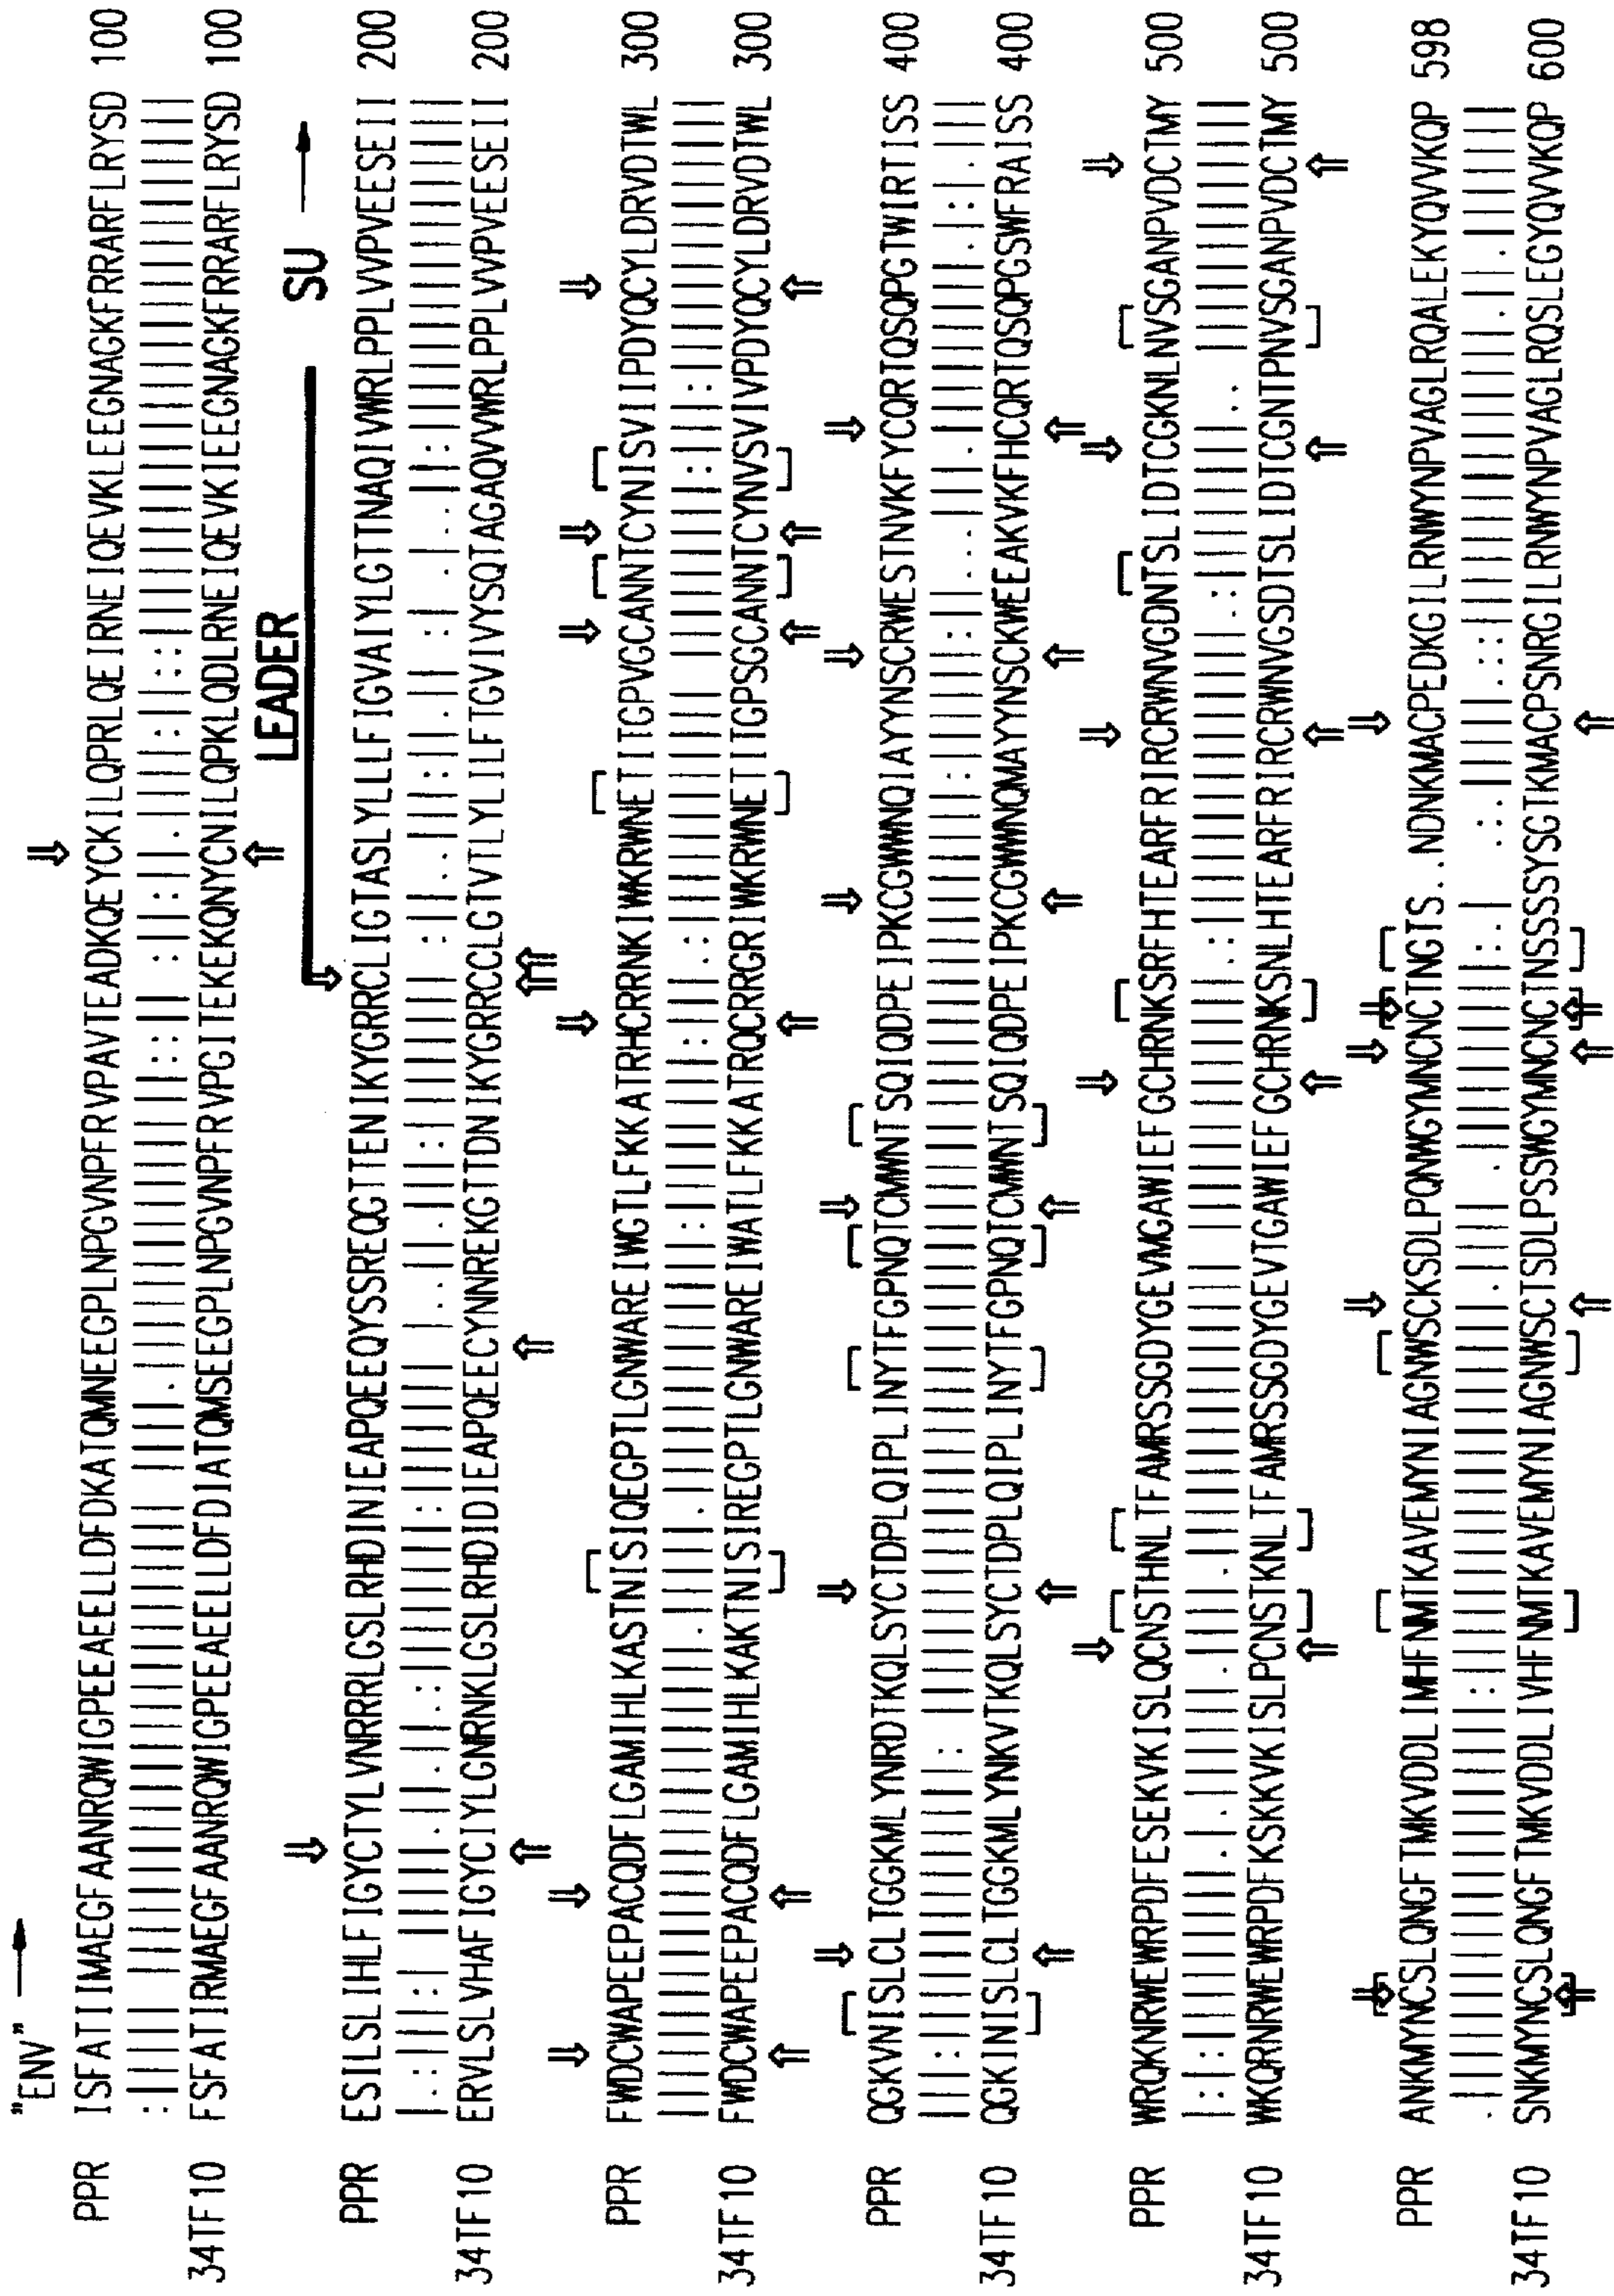 "ENV" →
PPR ISFATIIMAEGFAANRQWIGPEEAEELLDFDKATQMNEEGPLNPGVNPFRVPAVTEADKQEYCKILQPRLQEIRNEIQEVKLEEGNAGKFRRARFLRYSD 100
34TF10 FSFATIRMAEGFAANRQWIGPEEAEELLDFDIATQMSEEGPLNPGVNPFRVPGITEKEKQNYCNILQPKLQDLRNEIQEVKIEEGNAGKFRRARFLRYSD 100
LEADER SU →
PPR ESILSLIHLFIGYCTYLVNRRRLGSLRHDINIEAPQEEQYSSREQGTTENIKYGRRCLIGTASLYLLLFIGVAIYLGTTNAQIVWRLPPLVVPVEESEII 200
34TF10 ERVLSLVHAFIGYCIYLGNRNKLGSLRHDIDIEAPQEECYNNREKGTTDNIKYGRRCCLGTVTLYLILFTGVIVYSQTAGAQVVWRLPPLVVPVEESEII 200
PPR FWDCWAPEEPACQDFLGAMIHLKASTNISIQEGPTLGNWAREIWGTLFKKATRHCRRNKIWKRWNETITGPVGCANNTCYNISVIIPDYQCYLDRVDTWL 300
34TF10 FWDCWAPEEPACQDFLGAMIHLKAKTNISIREGPTLGNWAREIWATLFKKATRQCRRGRIWKRWNETITGPSGCANNTCYNVSVIVPDYQCYLDRVDTWL 300
PPR QGKVNISLCLTGGKMLYNRDTKQLSYCTDPLQIPLINYTFGPNQTCMWNTSQIQDPEIPKCGWWNQIAYYNSCRWESTNVKFYCQRTQSQPGTWIRTISS 400
34TF10 QGKINISLCLTGGKMLYNKVTKQLSYCTDPLQIPLINYTFGPNQTCMWNTSQIQDPEIPKCGWWNQMAYYNSCKWEEAKVKFHCQRTQSQPGSWFRAISS 400
PPR WRQKNRWEWRPDFESEKVKISLQCNSTHNLTFAMRSSGDYGEVMGAWIEFGCHRNKSRFHTEARFRIRCRWNVGDNTSLIDTCGKNLNVSGANPVDCTMY 500
34TF10 WKQRNRWEWRPDFKSKKVKISLPCNSTKNLTFAMRSSGDYGEVTGAWIEFGCHRNKSNLHTEARFRIRCRWNVGSDTSLIDTCGNTPNVSGANPVDCTMY 500
PPR ANKMYNCSLQNGFTMKVDDLIMHFNMTKAVEMYNIAGNWSCKSDLPQNWGYMNCNCTNGTS..NDNKMACPEDKGILRNWYNPVAGLRQALEKYQVVKQP 598
34TF10 SNKMYNCSLQNGFTMKVDDLIVHFNMTKAVEMYNIAGNWSCTSDLPSSWGYMNCNCTNSSSSYSGTKMACPSNRGILRNWYNPVAGLRQSLEGYQVVKQP 600